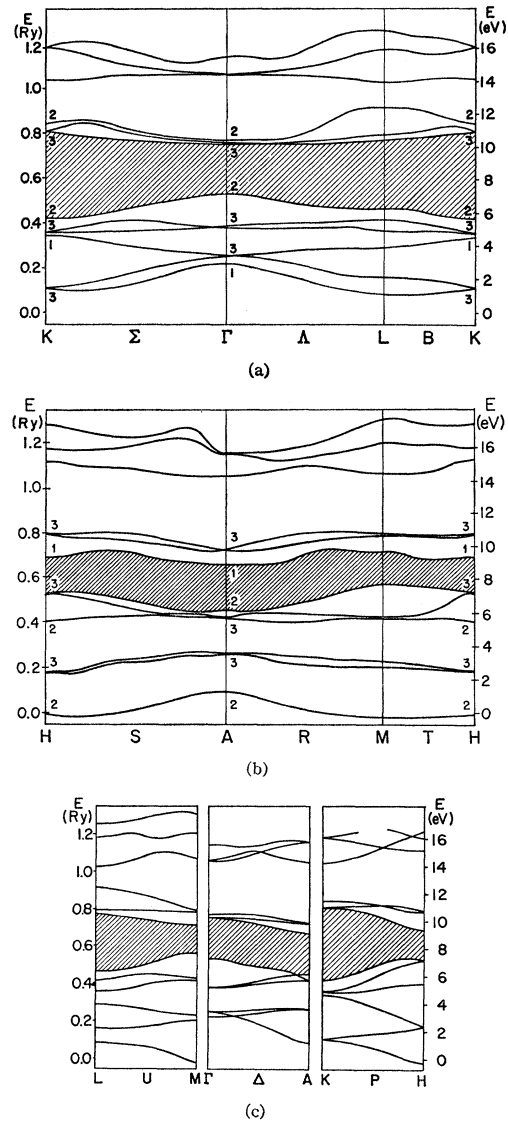 E E
(Ry) (eV)
1.2 16
1.0 14
2 2 2 12
0.8 3 3 3 10
0.6 2 8
2 2 6
0.4 3 3 3
1 1 4
0.2 3 2
3 1 3
0.0 0
K Σ Γ Λ L B K
(a)
E E
(Ry) (eV)
1.2 16
1.0 14
12
0.8 3 3 3
1 1 10
0.6 1 8
3 2 3
0.4 2 3 2 6
4
0.2 3 3 3 2
0.0 2 2 2 0
H S A R M T H
(b)
E E
(Ry) (eV)
1.2 16
14
1.0 12
0.8 10
0.6 8
6
0.4 4
0.2 2
0.0 0
L U M Γ Δ A K P H
(c)